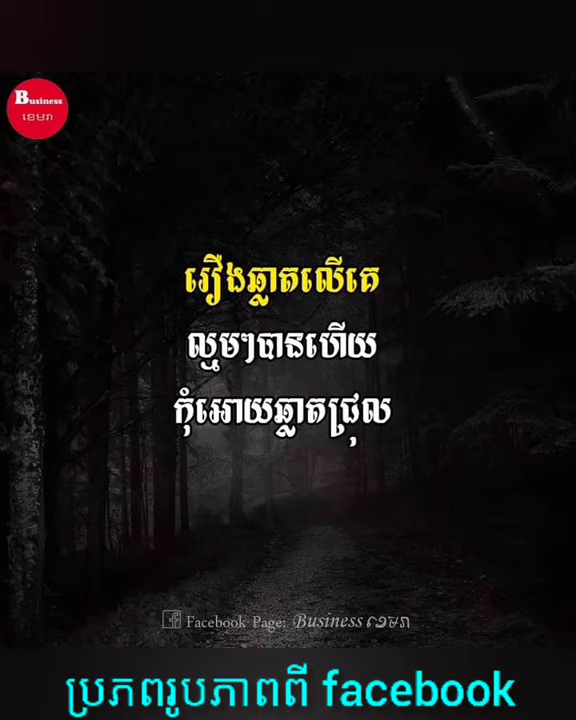 Business
ខេមរា
រឿងឆ្លាតលើគេ
ល្មមៗបានហើយ
កុំអោយឆ្លាតជ្រុល
Facebook Page: Business ខេមរា
ប្រភពរូបភាពពី facebook